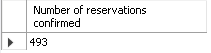 Number of reservations
confirmed
493